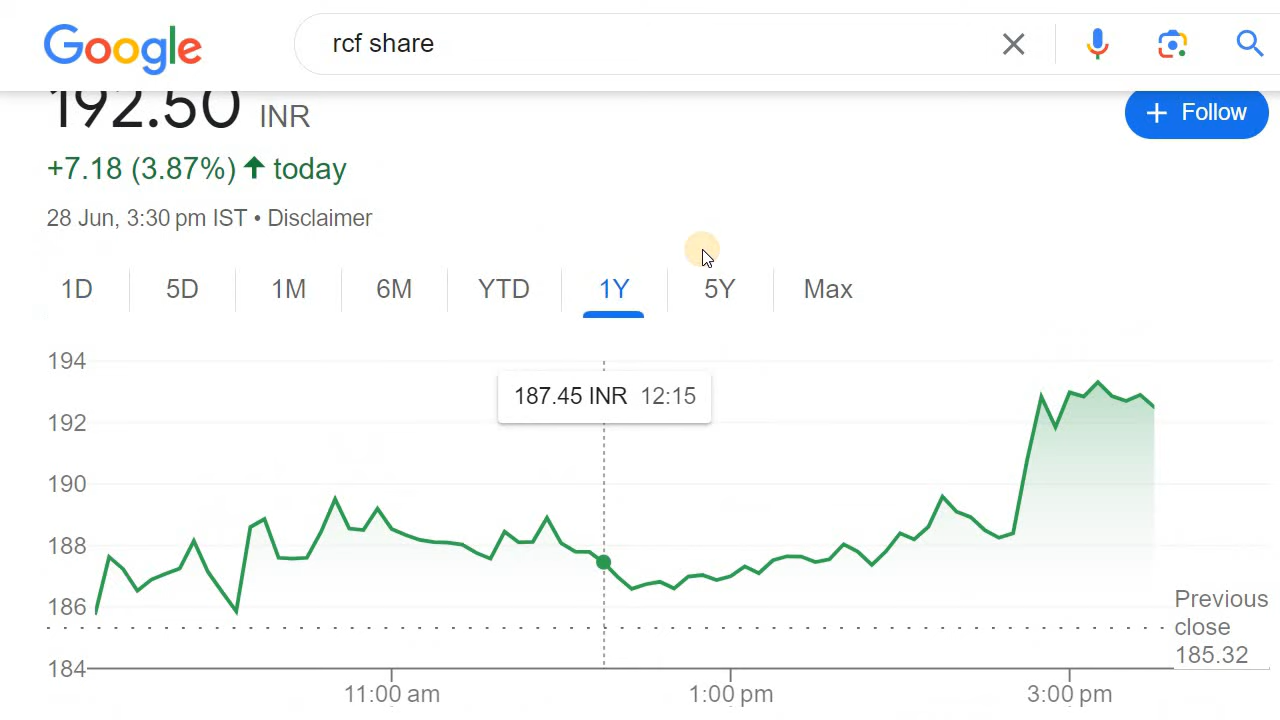 Google
rcf share
192.50 INR
+ Follow
+7.18 (3.87%) ↑ today
28 Jun, 3:30 pm IST • Disclaimer
1D 5D 1M 6M YTD 1Y 5Y Max
194
187.45 INR 12:15
192
190
188
186
Previous
close
185.32
184
11:00 am 1:00 pm 3:00 pm